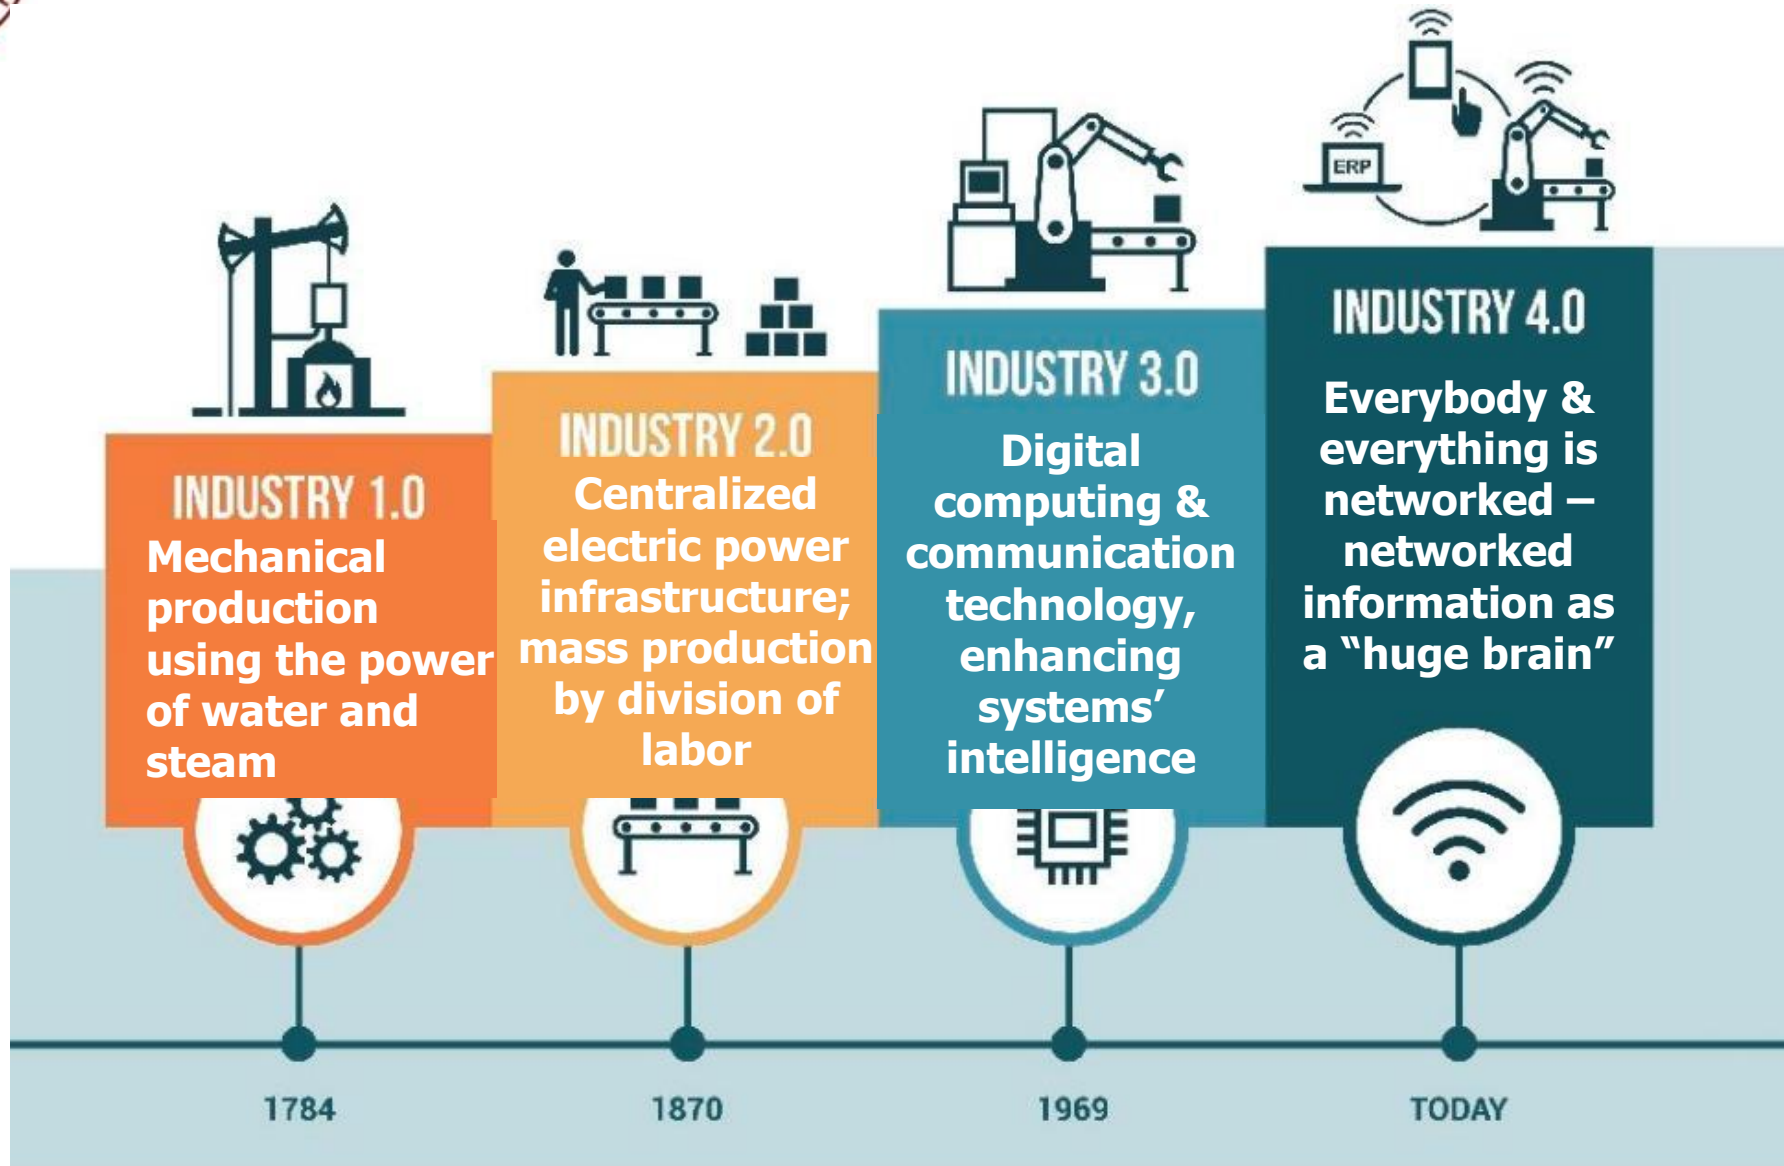 INDUSTRY 1.0
Mechanical
production
using the power
of water and
steam
INDUSTRY 2.0
Centralized
electric power
infrastructure;
mass production
by division of
labor
INDUSTRY 3.0
Digital
computing &
communication
technology,
enhancing
systems’
intelligence
ERP
INDUSTRY 4.0
Everybody &
everything is
networked –
networked
information as
a “huge brain”
1784
1870
1969
TODAY